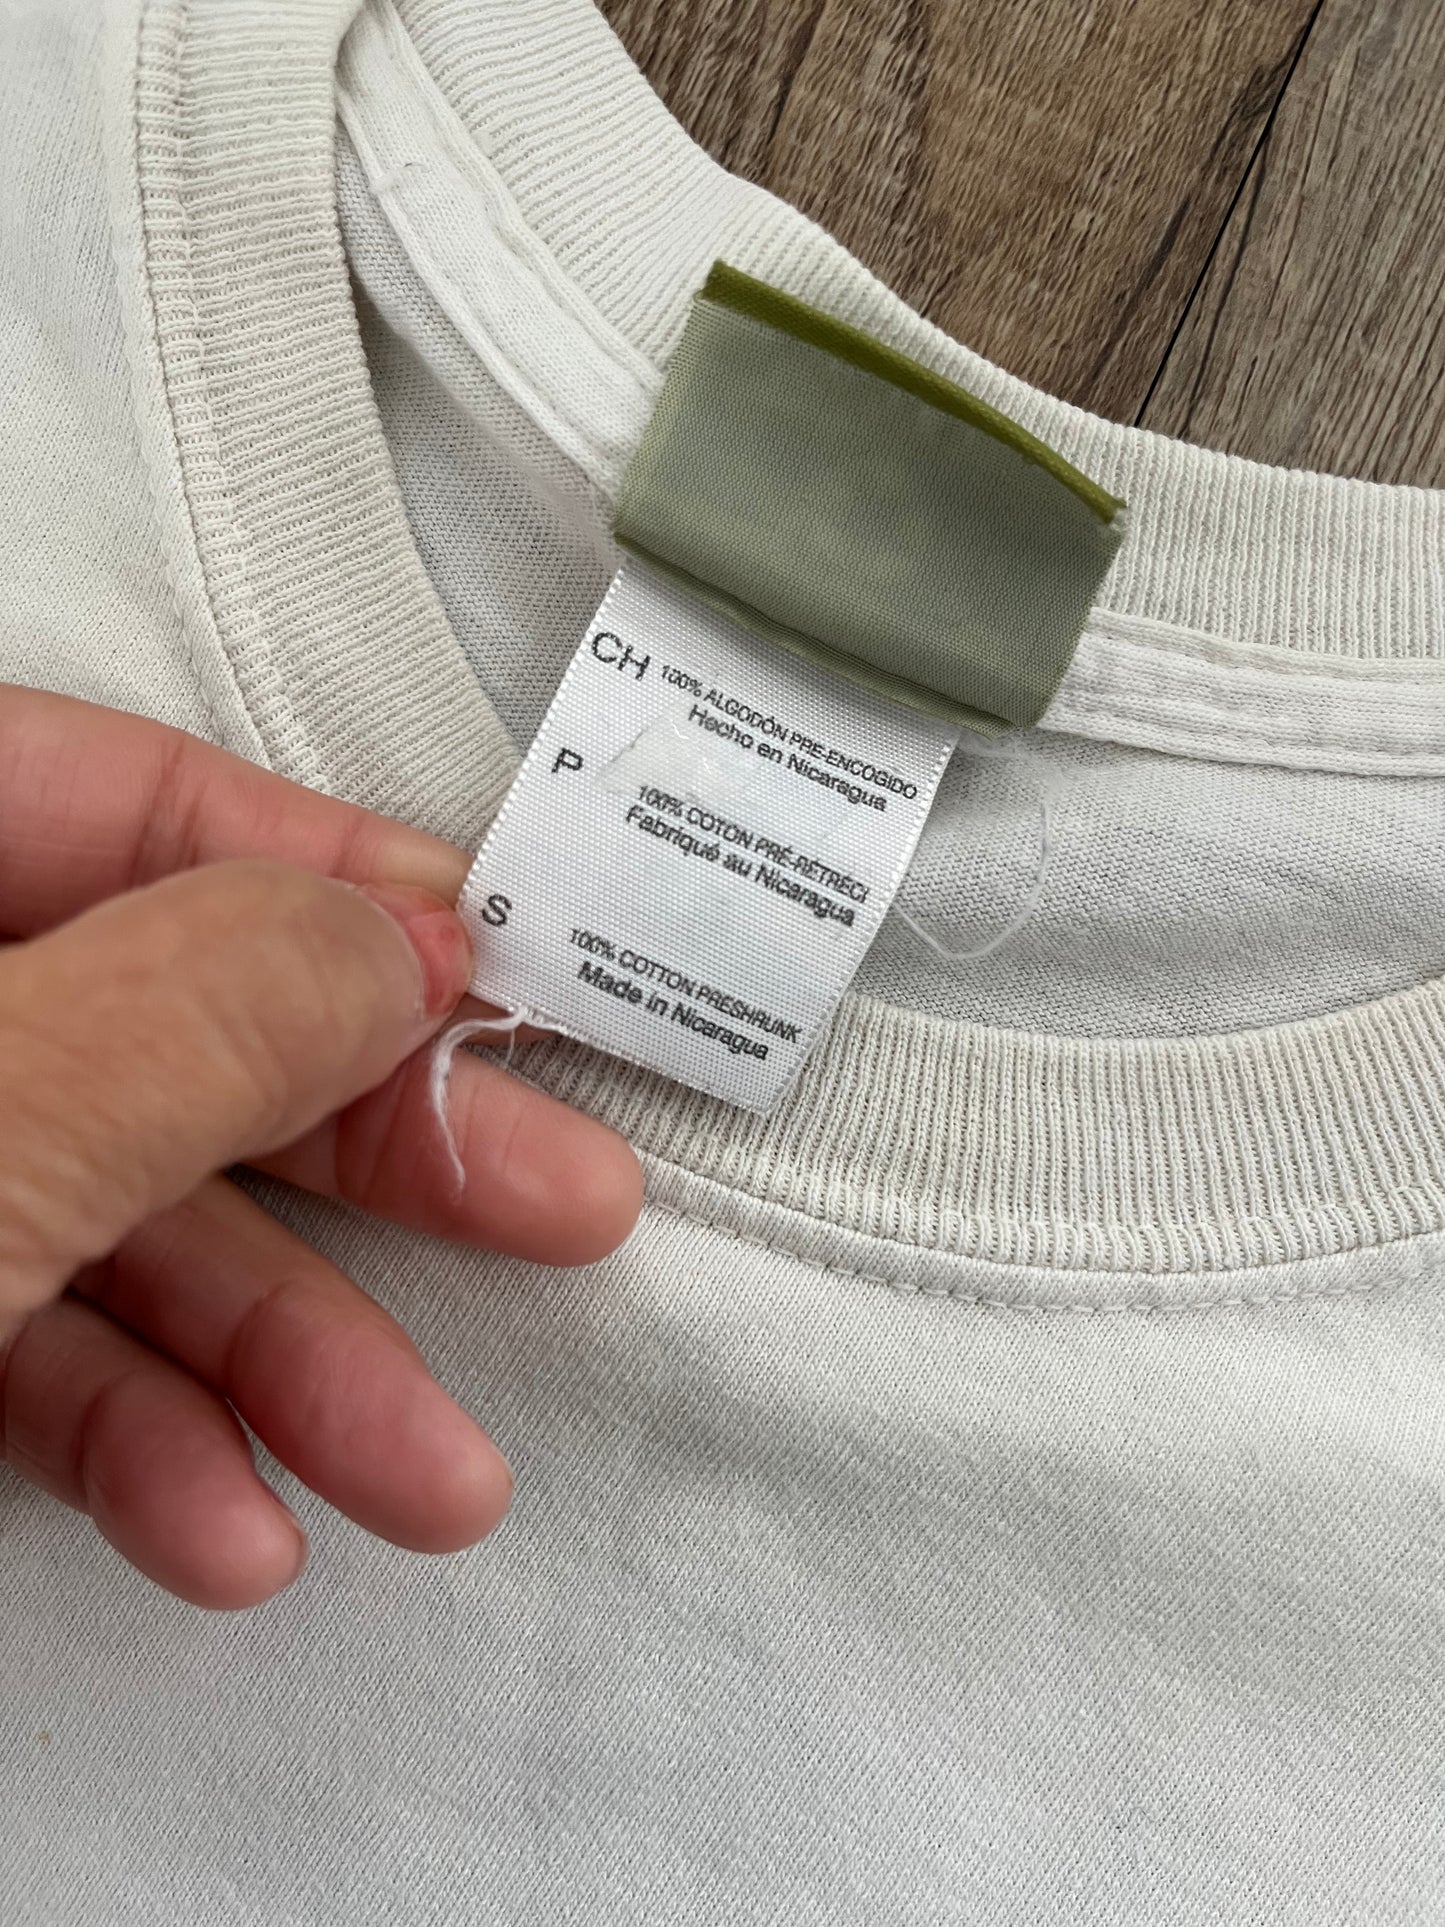 CH
100% ALGODÓN PRE-ENCOGIDO
Hecho en Nicaragua
P
100% COTON PRÉ-RÉTRÉCI
Fabriqué au Nicaragua
S
100% COTTON PRESHRUNK
Made in Nicaragua